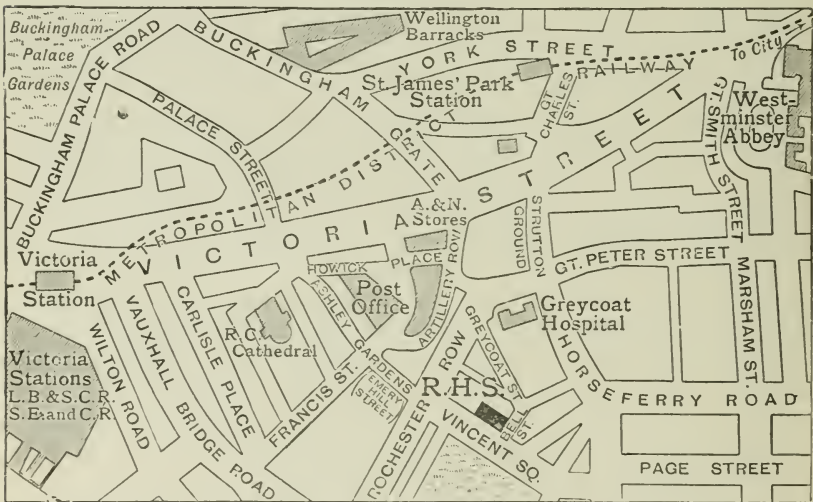 Buckingham
Palace
Gardens
BUCKINGHAM PALACE ROAD
BUCKINGHAM GATE
Wellington
Barracks
YORK STREET
To City
St. James' Park
Station
RAILWAY
GT. CHARLES ST.
GT. SMITH STREET
West-
minster
Abbey
PALACE STREET
METROPOLITAN DISTRICT
VICTORIA STREET
A.& N.
Stores
STRUTTON
GROUND
GT. PETER STREET
MARSHAM ST.
Victoria
Station
HOWICK
PLACE
ARTILLERY ROW
Post
Office
ASHLEY GARDENS
R.C.
Cathedral
CARLISLE PLACE
VAUXHALL BRIDGE ROAD
WILTON ROAD
Victoria
Stations
L.B.& S.C.R.
S.E. and C.R.
FRANCIS ST.
EMERY
HILL
STREET
ROCHESTER ROW
Greycoat
Hospital
GREYCOAT ST.
R.H.S.
BELL
ST.
VINCENT SQ.
HORSEFERRY ROAD
PAGE STREET